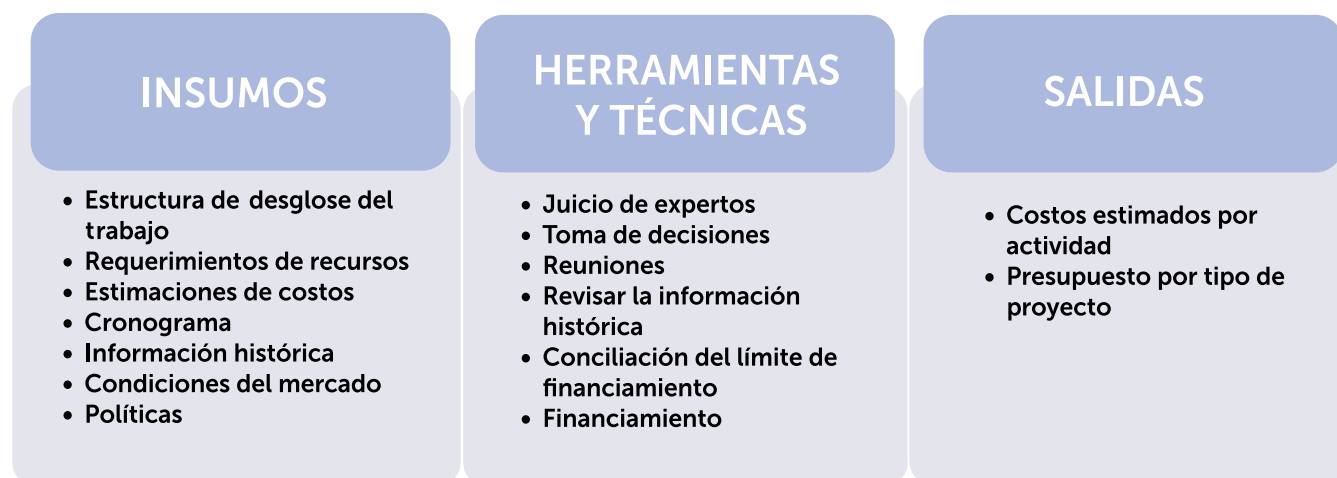 INSUMOS
• Estructura de desglose del
trabajo
• Requerimientos de recursos
• Estimaciones de costos
• Cronograma
• Información histórica
• Condiciones del mercado
• Políticas
HERRAMIENTAS
Y TÉCNICAS
• Juicio de expertos
• Toma de decisiones
• Reuniones
• Revisar la información
histórica
• Conciliación del límite de
financiamiento
• Financiamiento
SALIDAS
• Costos estimados por
actividad
• Presupuesto por tipo de
proyecto